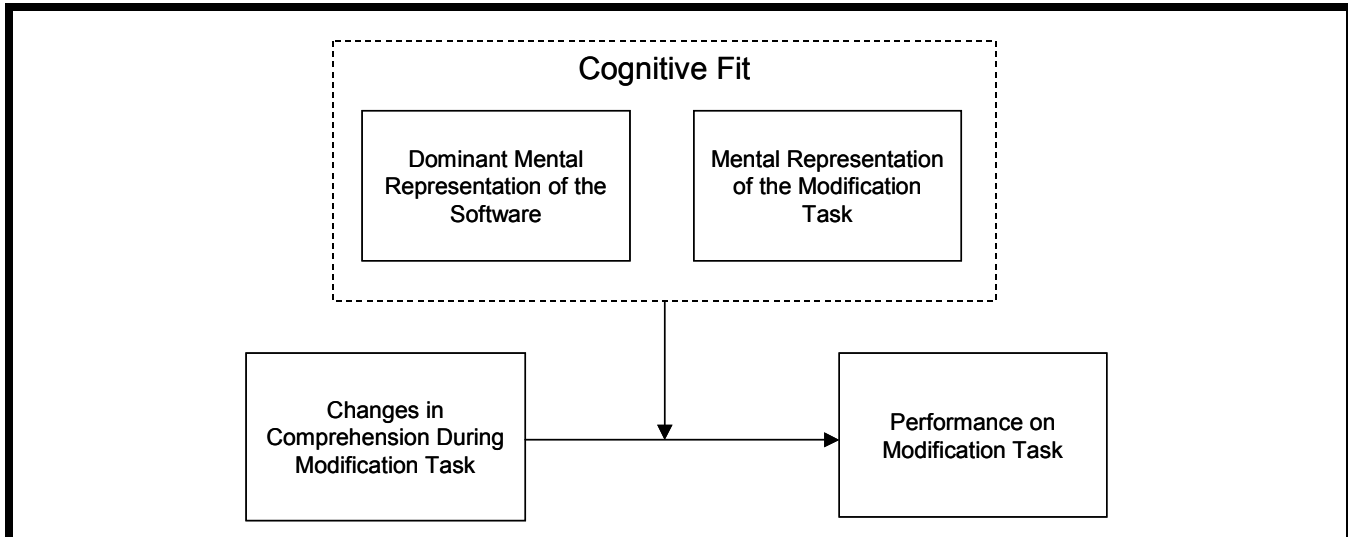 Cognitive Fit
Dominant Mental
Representation of the
Software
Mental Representation
of the Modification
Task
Changes in
Comprehension During
Modification Task
Performance on
Modification Task